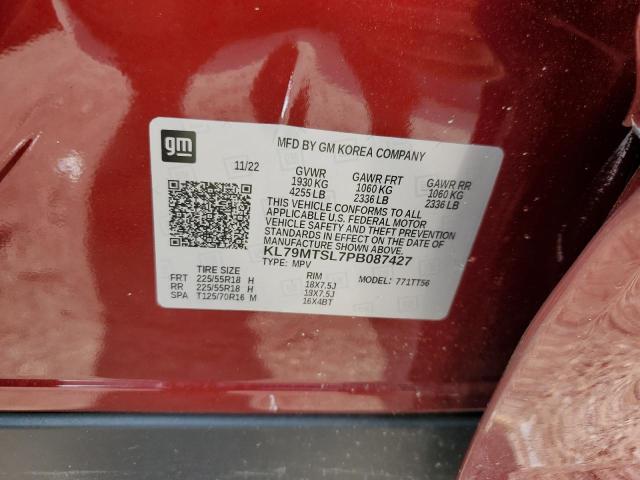 gm
MFD BY GM KOREA COMPANY
11/22
GVWR GAWR FRT GAWR RR
1930 KG 1060 KG 1060 KG
4255 LB 2336 LB 2336 LB
THIS VEHICLE CONFORMS TO ALL
APPLICABLE U.S. FEDERAL MOTOR
VEHICLE SAFETY AND THEFT PREVENTION
STANDARDS IN EFFECT ON THE DATE OF
MANUFACTURE SHOWN ABOVE.
KL79MTSL7PB087427
TYPE: MPV
TIRE SIZE RIM MODEL: 771TT56
FRT 225/55R18 H 18X7.5J
RR 225/55R18 H 18X7.5J
SPA T125/70R16 M 16X4BT